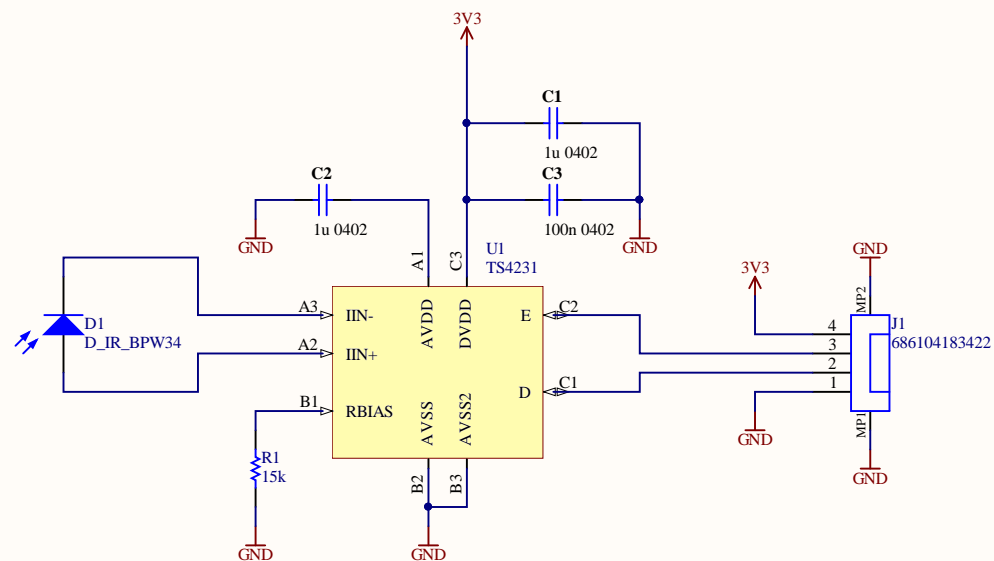 3V3
C1
1u 0402
C3
100n 0402
GND
C2
1u 0402
GND
A1
C3
U1
TS4231
D1
D_IR_BPW34
A3
IIN-
A2
IIN+
B1
RBIAS
AVDD
DVDD
AVSS
AVSS2
E
C2
D
C1
B2
B3
R1
15k
GND
GND
3V3
GND
MP2
J1
686104183422
4
3
2
1
MP1
GND
GND